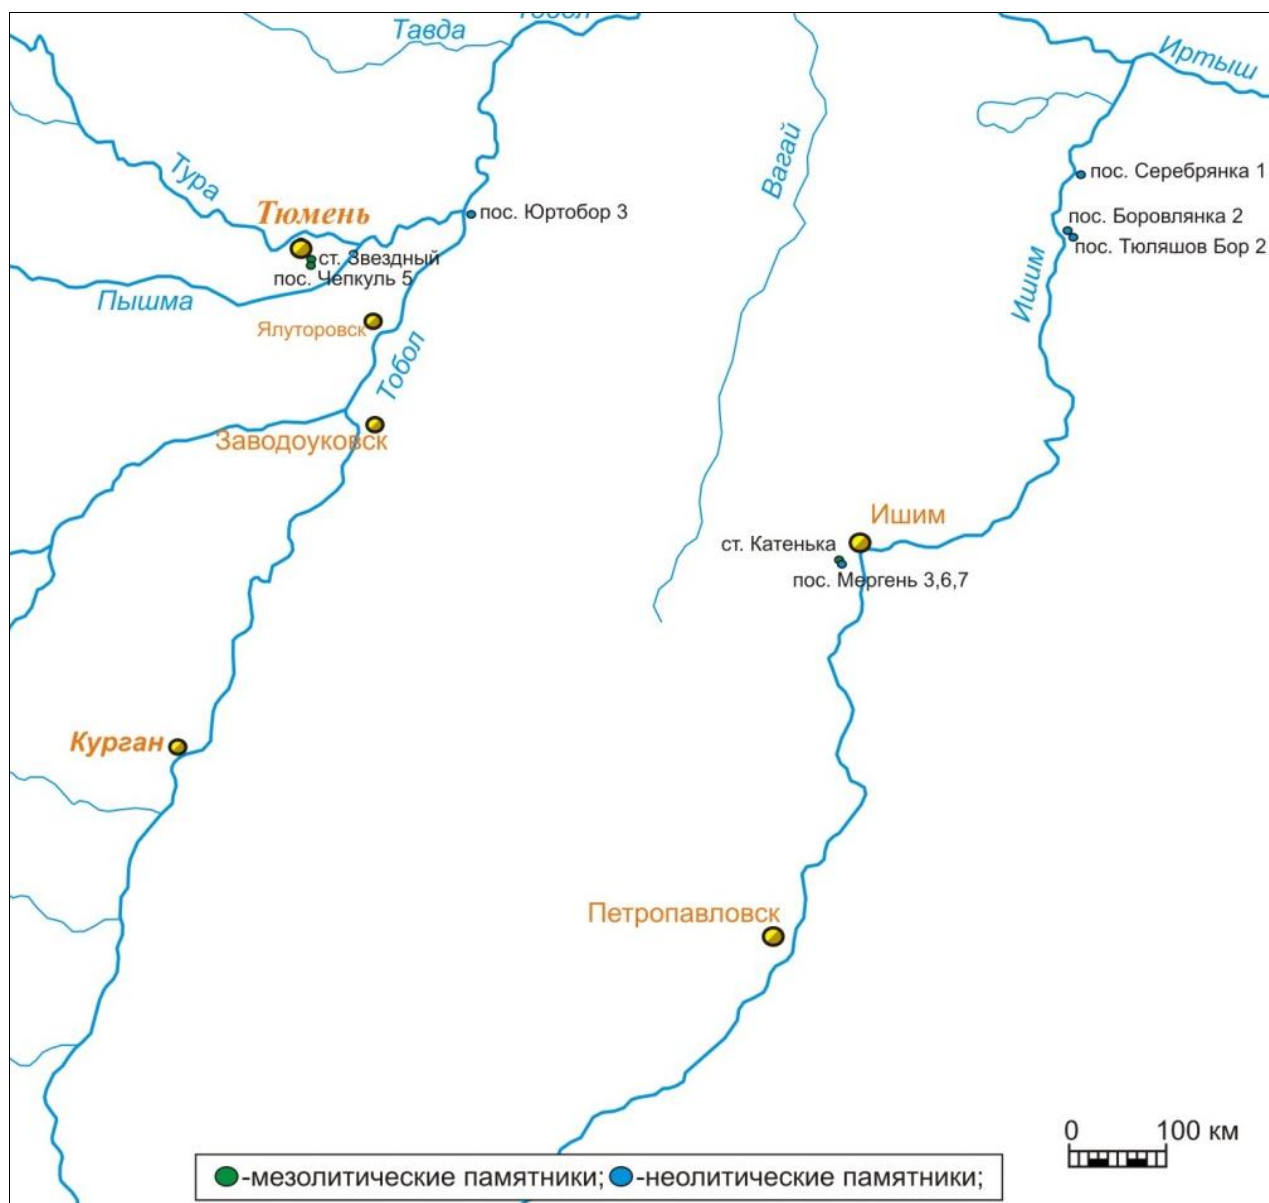 Тобол
Тавда
Иртыш
Вагай
Тура
пос. Серебрянка 1
Тюмень
пос. Юртобор 3
пос. Боровлянка 2
пос. Тюляшов Бор 2
ст. Звездный
пос. Чепкуль 5
Пышма
Ишим
Ялуторовск
Тобол
Заводоуковск
Ишим
ст. Катенька
пос. Мергень 3,6,7
Курган
Петропавловск
0 100 км
-мезолитические памятники; -неолитические памятники;